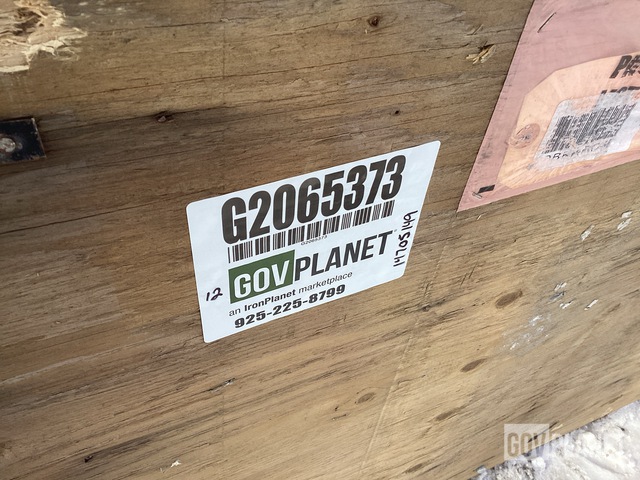 G2065373
G2065373
GOVPLANET
an IronPlanet marketplace
925-225-8799
12
GOVPLANET